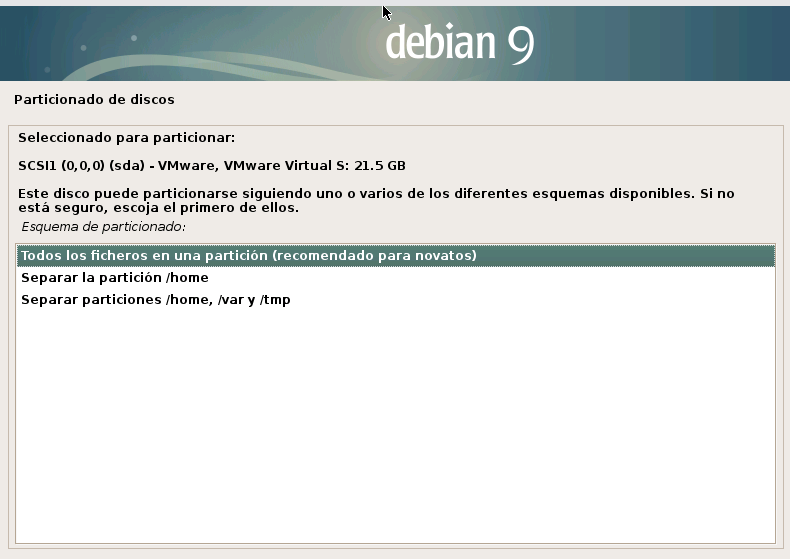 debian 9
Particionado de discos
Seleccionado para particionar:
SCSI1 (0,0,0) (sda) - VMware, VMware Virtual S: 21.5 GB
Este disco puede particionarse siguiendo uno o varios de los diferentes esquemas disponibles. Si no
está seguro, escoja el primero de ellos.
Esquema de particionado:
Todos los ficheros en una partición (recomendado para novatos)
Separar la partición /home
Separar particiones /home, /var y /tmp